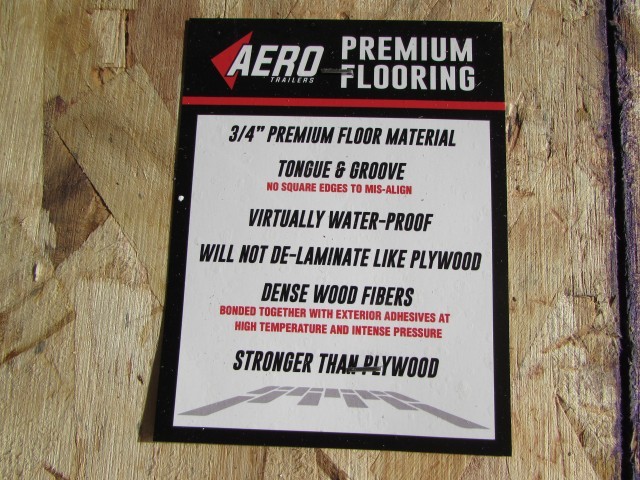 AERO
TRAILERS
PREMIUM
FLOORING
3/4” PREMIUM FLOOR MATERIAL
TONGUE & GROOVE
NO SQUARE EDGES TO MIS-ALIGN
VIRTUALLY WATER-PROOF
WILL NOT DE-LAMINATE LIKE PLYWOOD
DENSE WOOD FIBERS
BONDED TOGETHER WITH EXTERIOR ADHESIVES AT
HIGH TEMPERATURE AND INTENSE PRESSURE
STRONGER THAN PLYWOOD